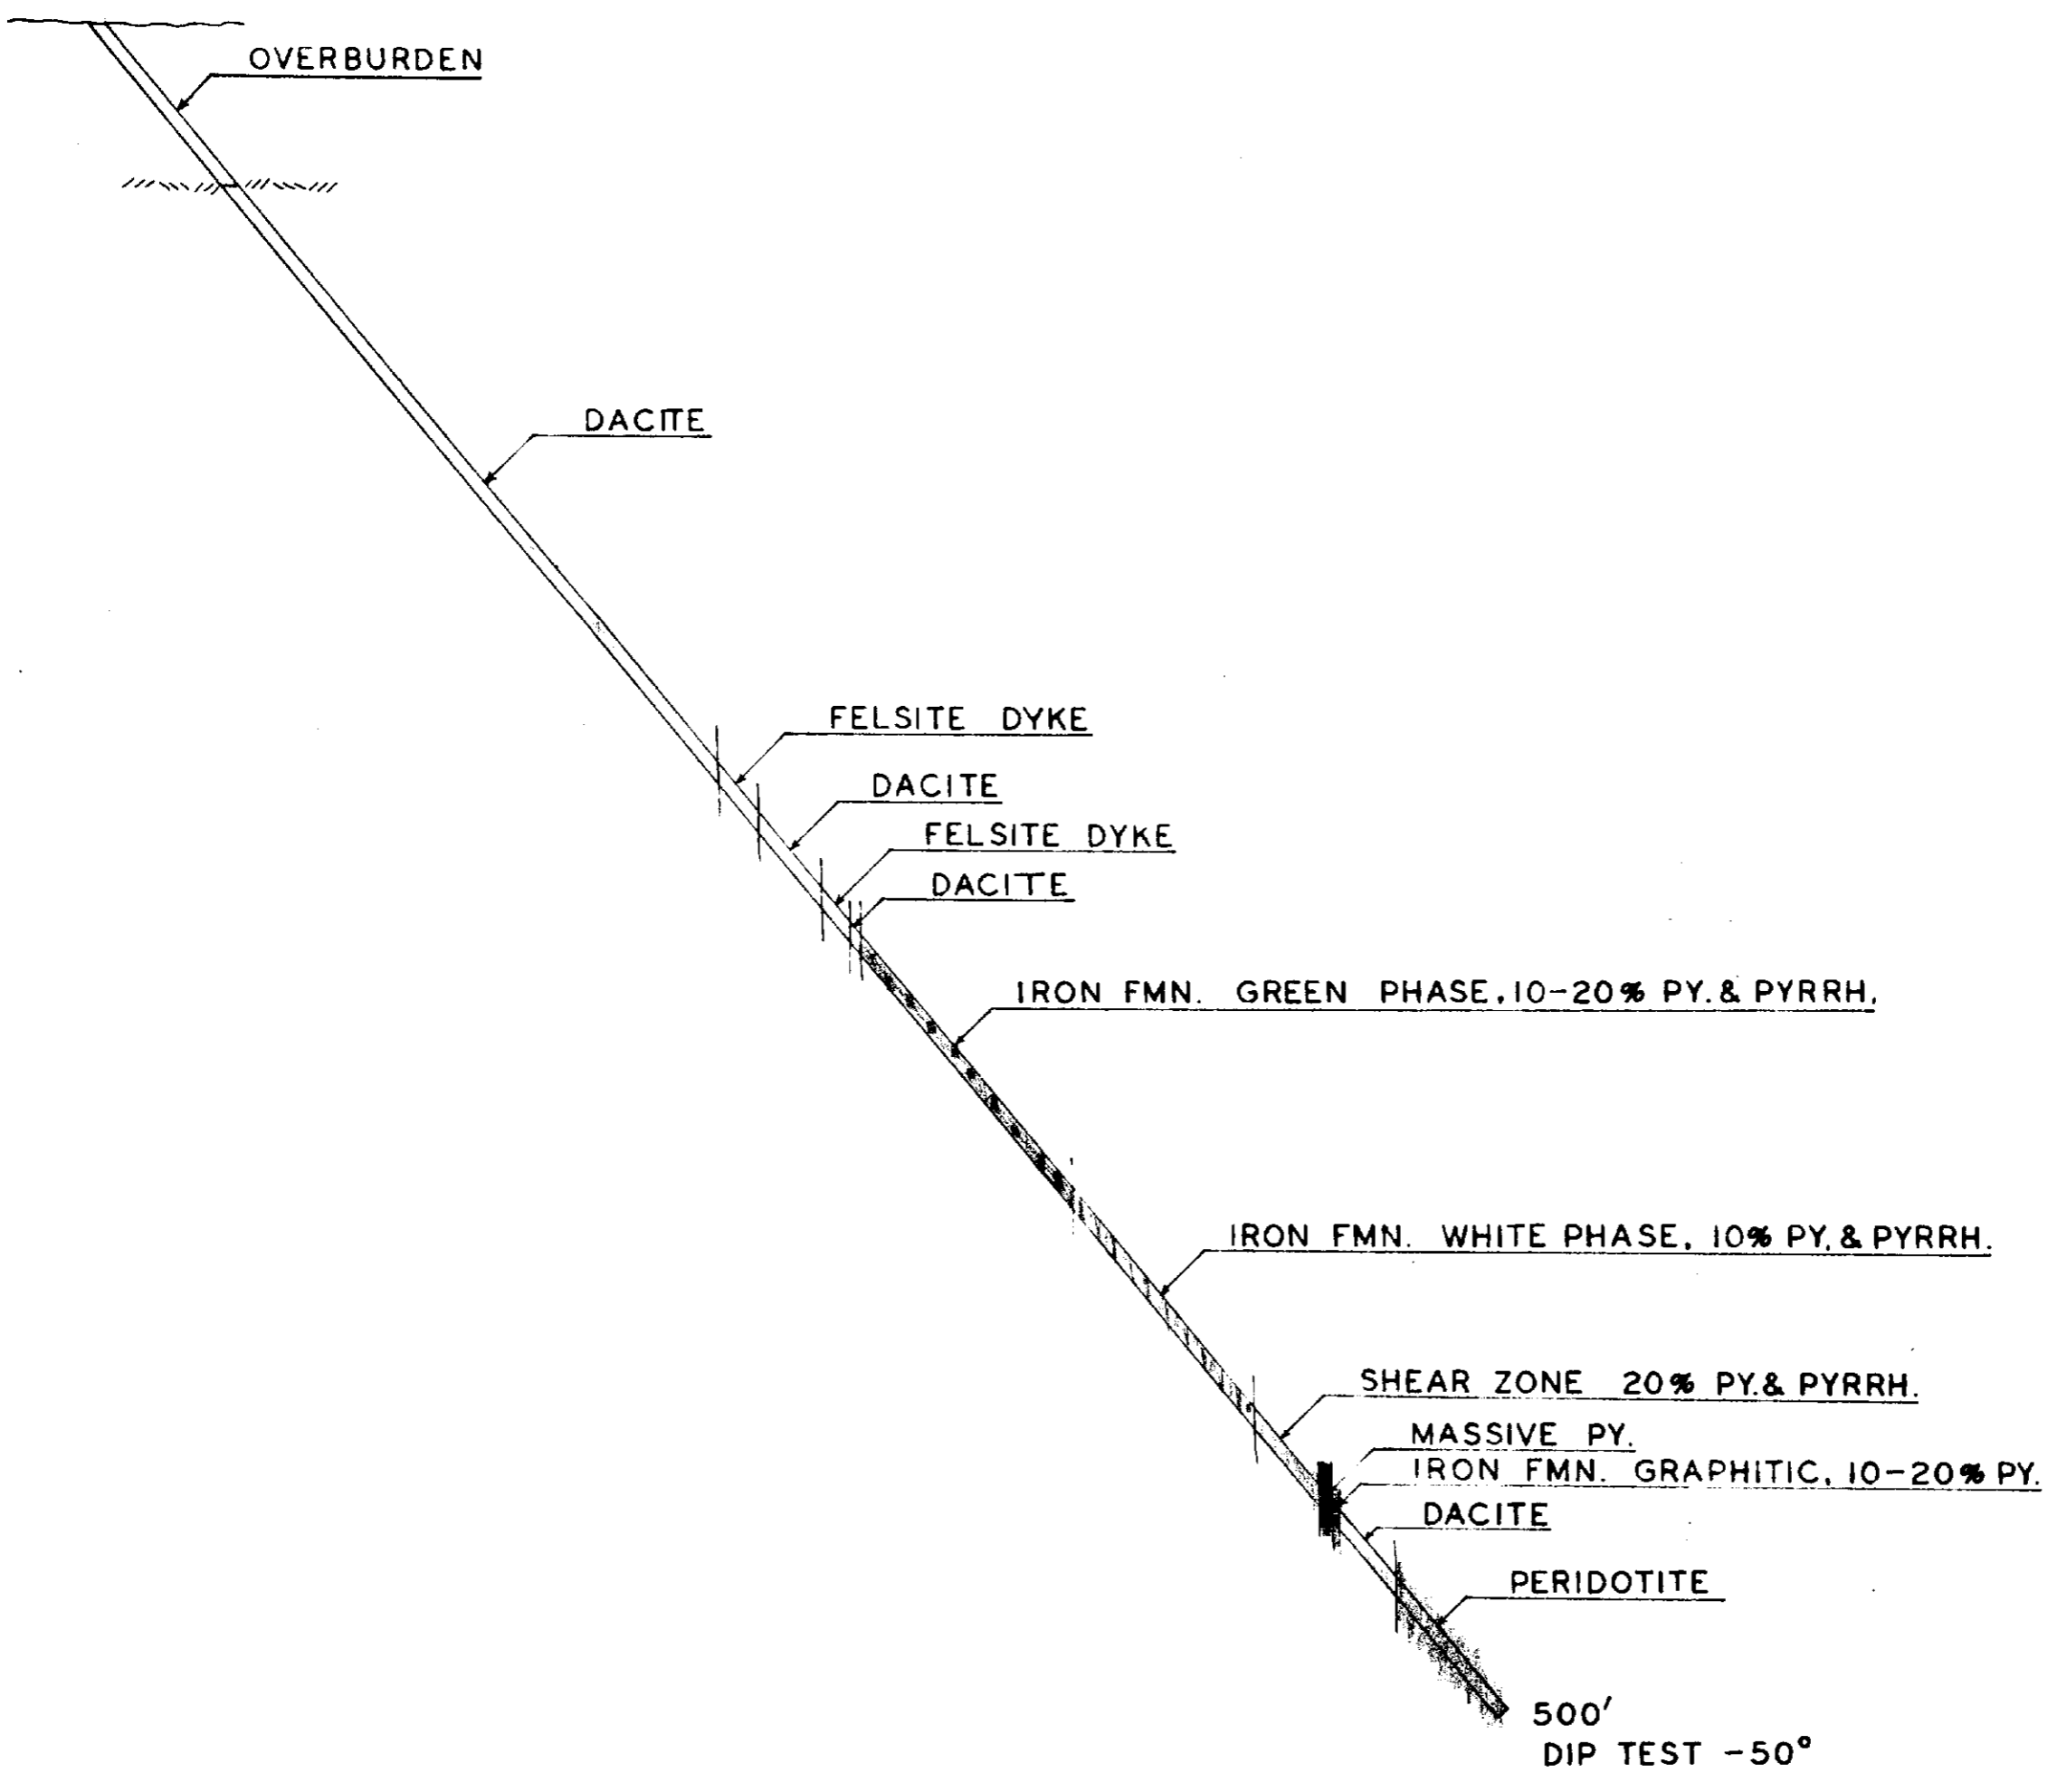 OVERBURDEN
DACITE
FELSITE DYKE
DACITE
FELSITE DYKE
DACITE
IRON FMN. GREEN PHASE, 10-20% PY. & PYRRH.
IRON FMN. WHITE PHASE, 10% PY. & PYRRH.
SHEAR ZONE 20% PY. & PYRRH.
MASSIVE PY.
IRON FMN. GRAPHITIC, 10-20% PY.
DACITE
PERIDOTITE
500'
DIP TEST -50°